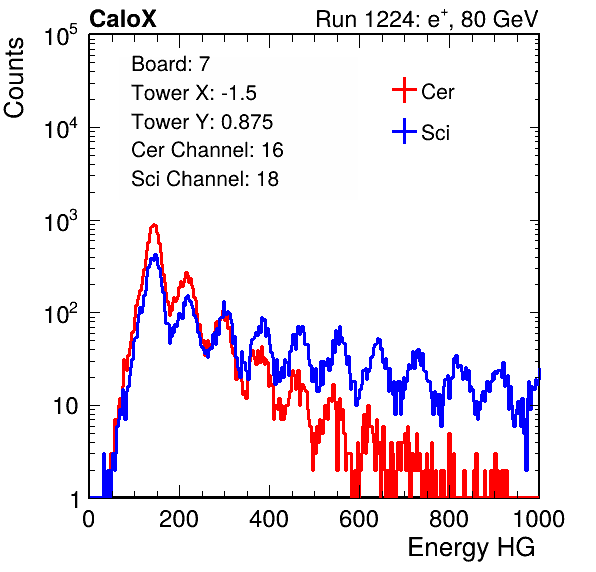 CaloX Run 1224: e⁺, 80 GeV
Counts
Board: 7
Tower X: -1.5
Tower Y: 0.875
Cer Channel: 16
Sci Channel: 18
Cer
Sci
10⁵
10⁴
10³
10²
10
1
0 200 400 600 800 1000
Energy HG